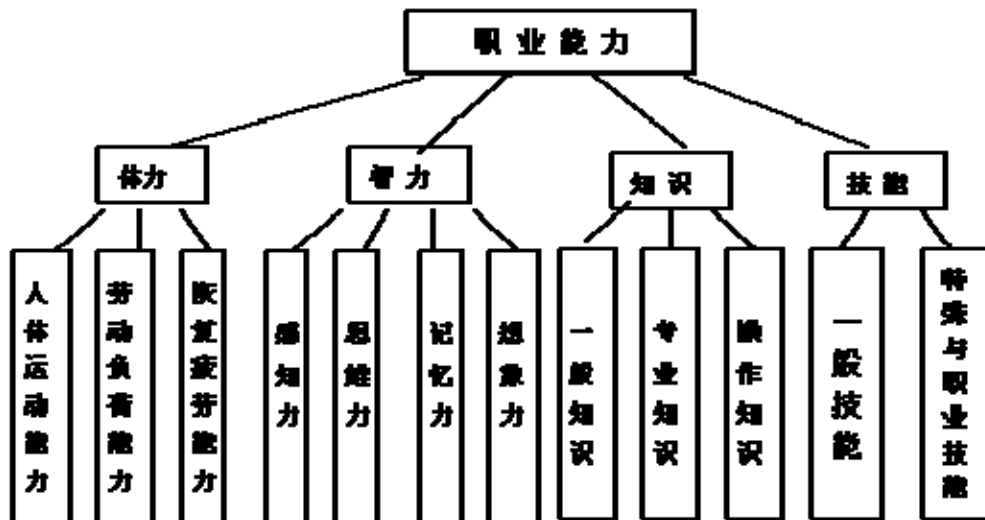 职业能力
体力
智力
知识
技能
人体运动能力
劳动负荷能力
恢复疲劳能力
感知力
思维力
记忆力
想象力
一般知识
专业知识
操作知识
一般技能
特殊与职业技能